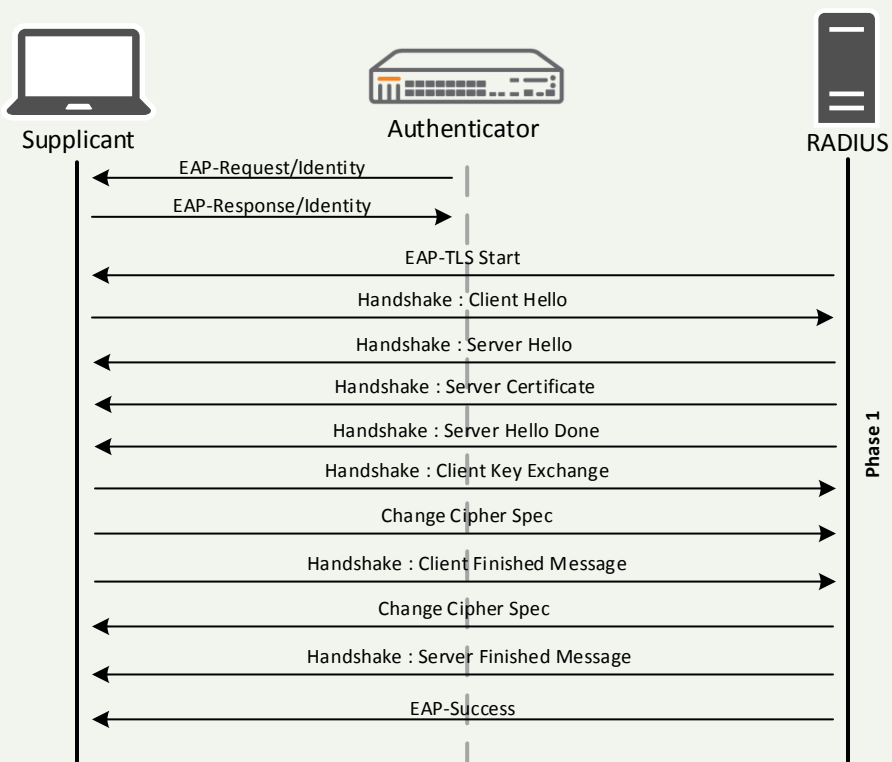 Supplicant
Authenticator
RADIUS
EAP-Request/Identity
EAP-Response/Identity
EAP-TLS Start
Handshake : Client Hello
Handshake : Server Hello
Handshake : Server Certificate
Handshake : Server Hello Done
Handshake : Client Key Exchange
Change Cipher Spec
Handshake : Client Finished Message
Change Cipher Spec
Handshake : Server Finished Message
EAP-Success
Phase 1